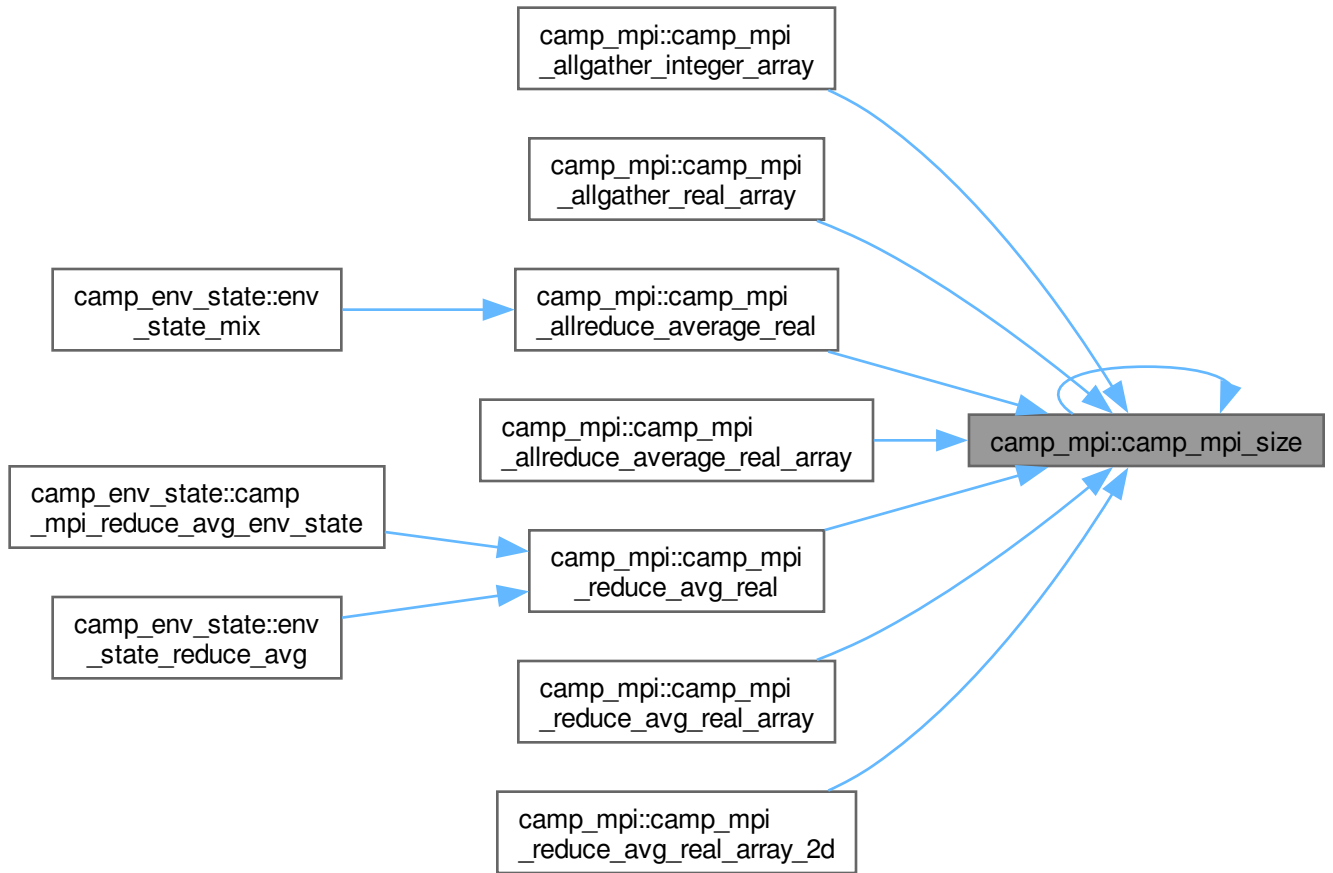 camp_mpi::camp_mpi
_allgather_integer_array
camp_mpi::camp_mpi
_allgather_real_array
camp_env_state::env
_state_mix
camp_mpi::camp_mpi
_allreduce_average_real
camp_mpi::camp_mpi
_allreduce_average_real_array
camp_mpi::camp_mpi_size
camp_env_state::camp
_mpi_reduce_avg_env_state
camp_mpi::camp_mpi
_reduce_avg_real
camp_env_state::env
_state_reduce_avg
camp_mpi::camp_mpi
_reduce_avg_real_array
camp_mpi::camp_mpi
_reduce_avg_real_array_2d